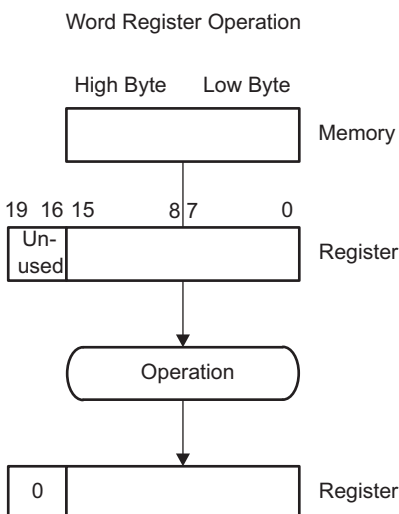 Word Register Operation
High Byte Low Byte
Memory
19 16 15 8 7 0
Un-
used
Register
Operation
0
Register